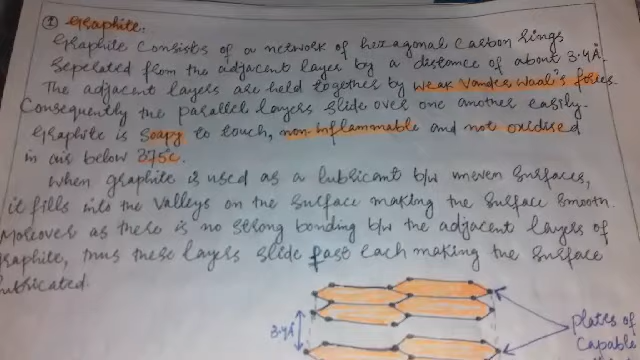 ① Graphite:
Graphite consists of a network of hexagonal carbon rings
seperated from the adjacent layer by a distance of about 3.4Å.
The adjacent layers are held together by weak Vander Waal's forces.
Consequently the parallel layers slide over one another easily.
Graphite is Soapy to touch, non-inflammable and not oxidised
in air below 375°c.
When graphite is used as a lubricant b/w uneven surfaces,
it fills into the valleys on the surface making the surface smooth.
Moreover as there is no strong bonding b/w the adjacent layers of
graphite, thus these layers slide past each making the surface
lubricated.
3.4Å
plates of
capable